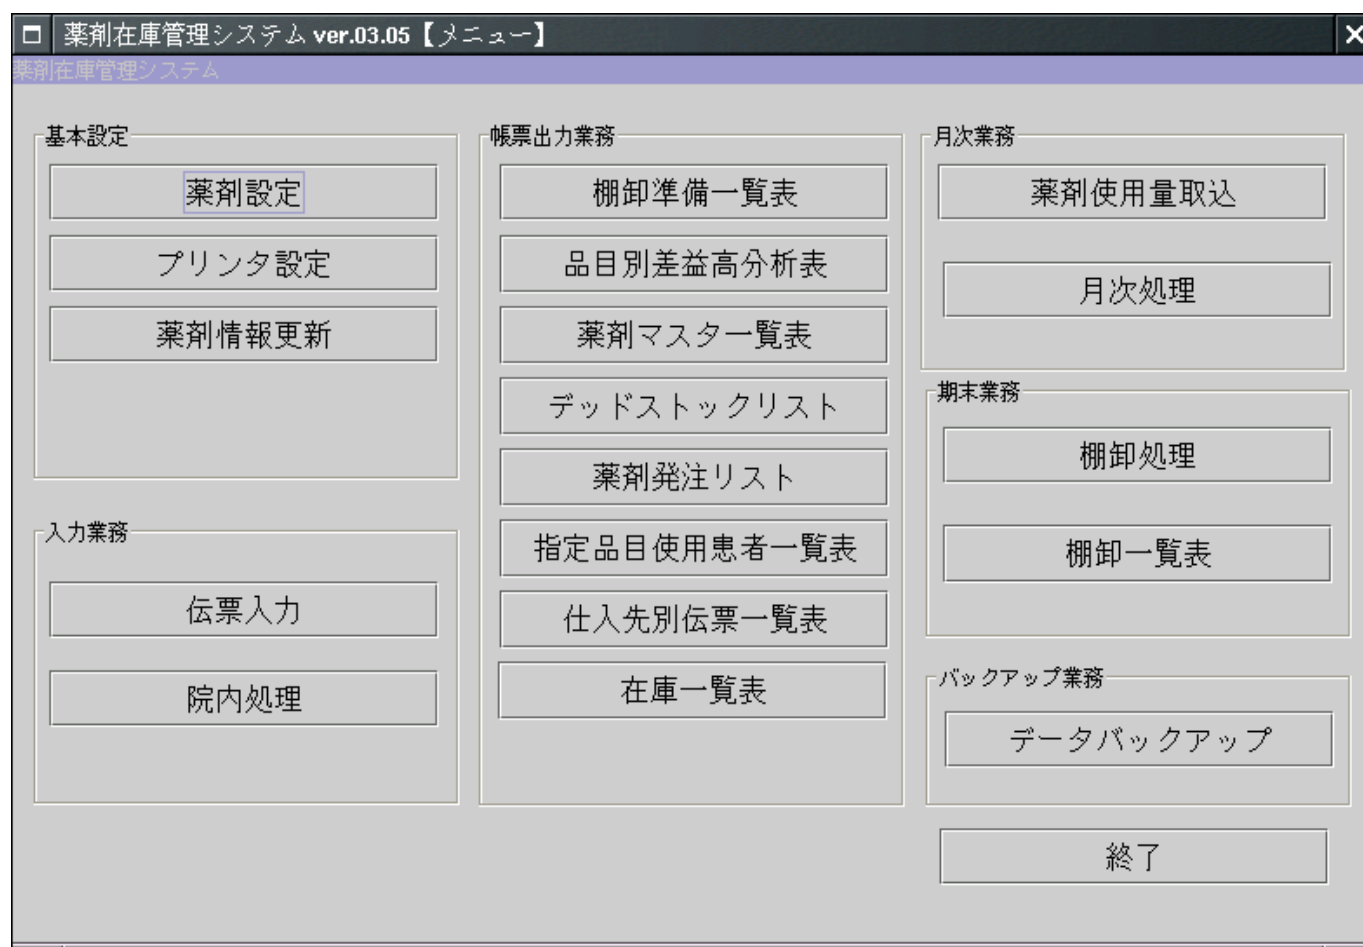 薬剤在庫管理システム ver.03.05【メニュー】
薬剤在庫管理システム
基本設定
薬剤設定
プリンタ設定
薬剤情報更新
入力業務
伝票入力
院内処理
帳票出力業務
棚卸準備一覧表
品目別差益高分析表
薬剤マスタ一覧表
デッドストックリスト
薬剤発注リスト
指定品目使用患者一覧表
仕入先別伝票一覧表
在庫一覧表
月次業務
薬剤使用量取込
月次処理
期末業務
棚卸処理
棚卸一覧表
バックアップ業務
データバックアップ
終了